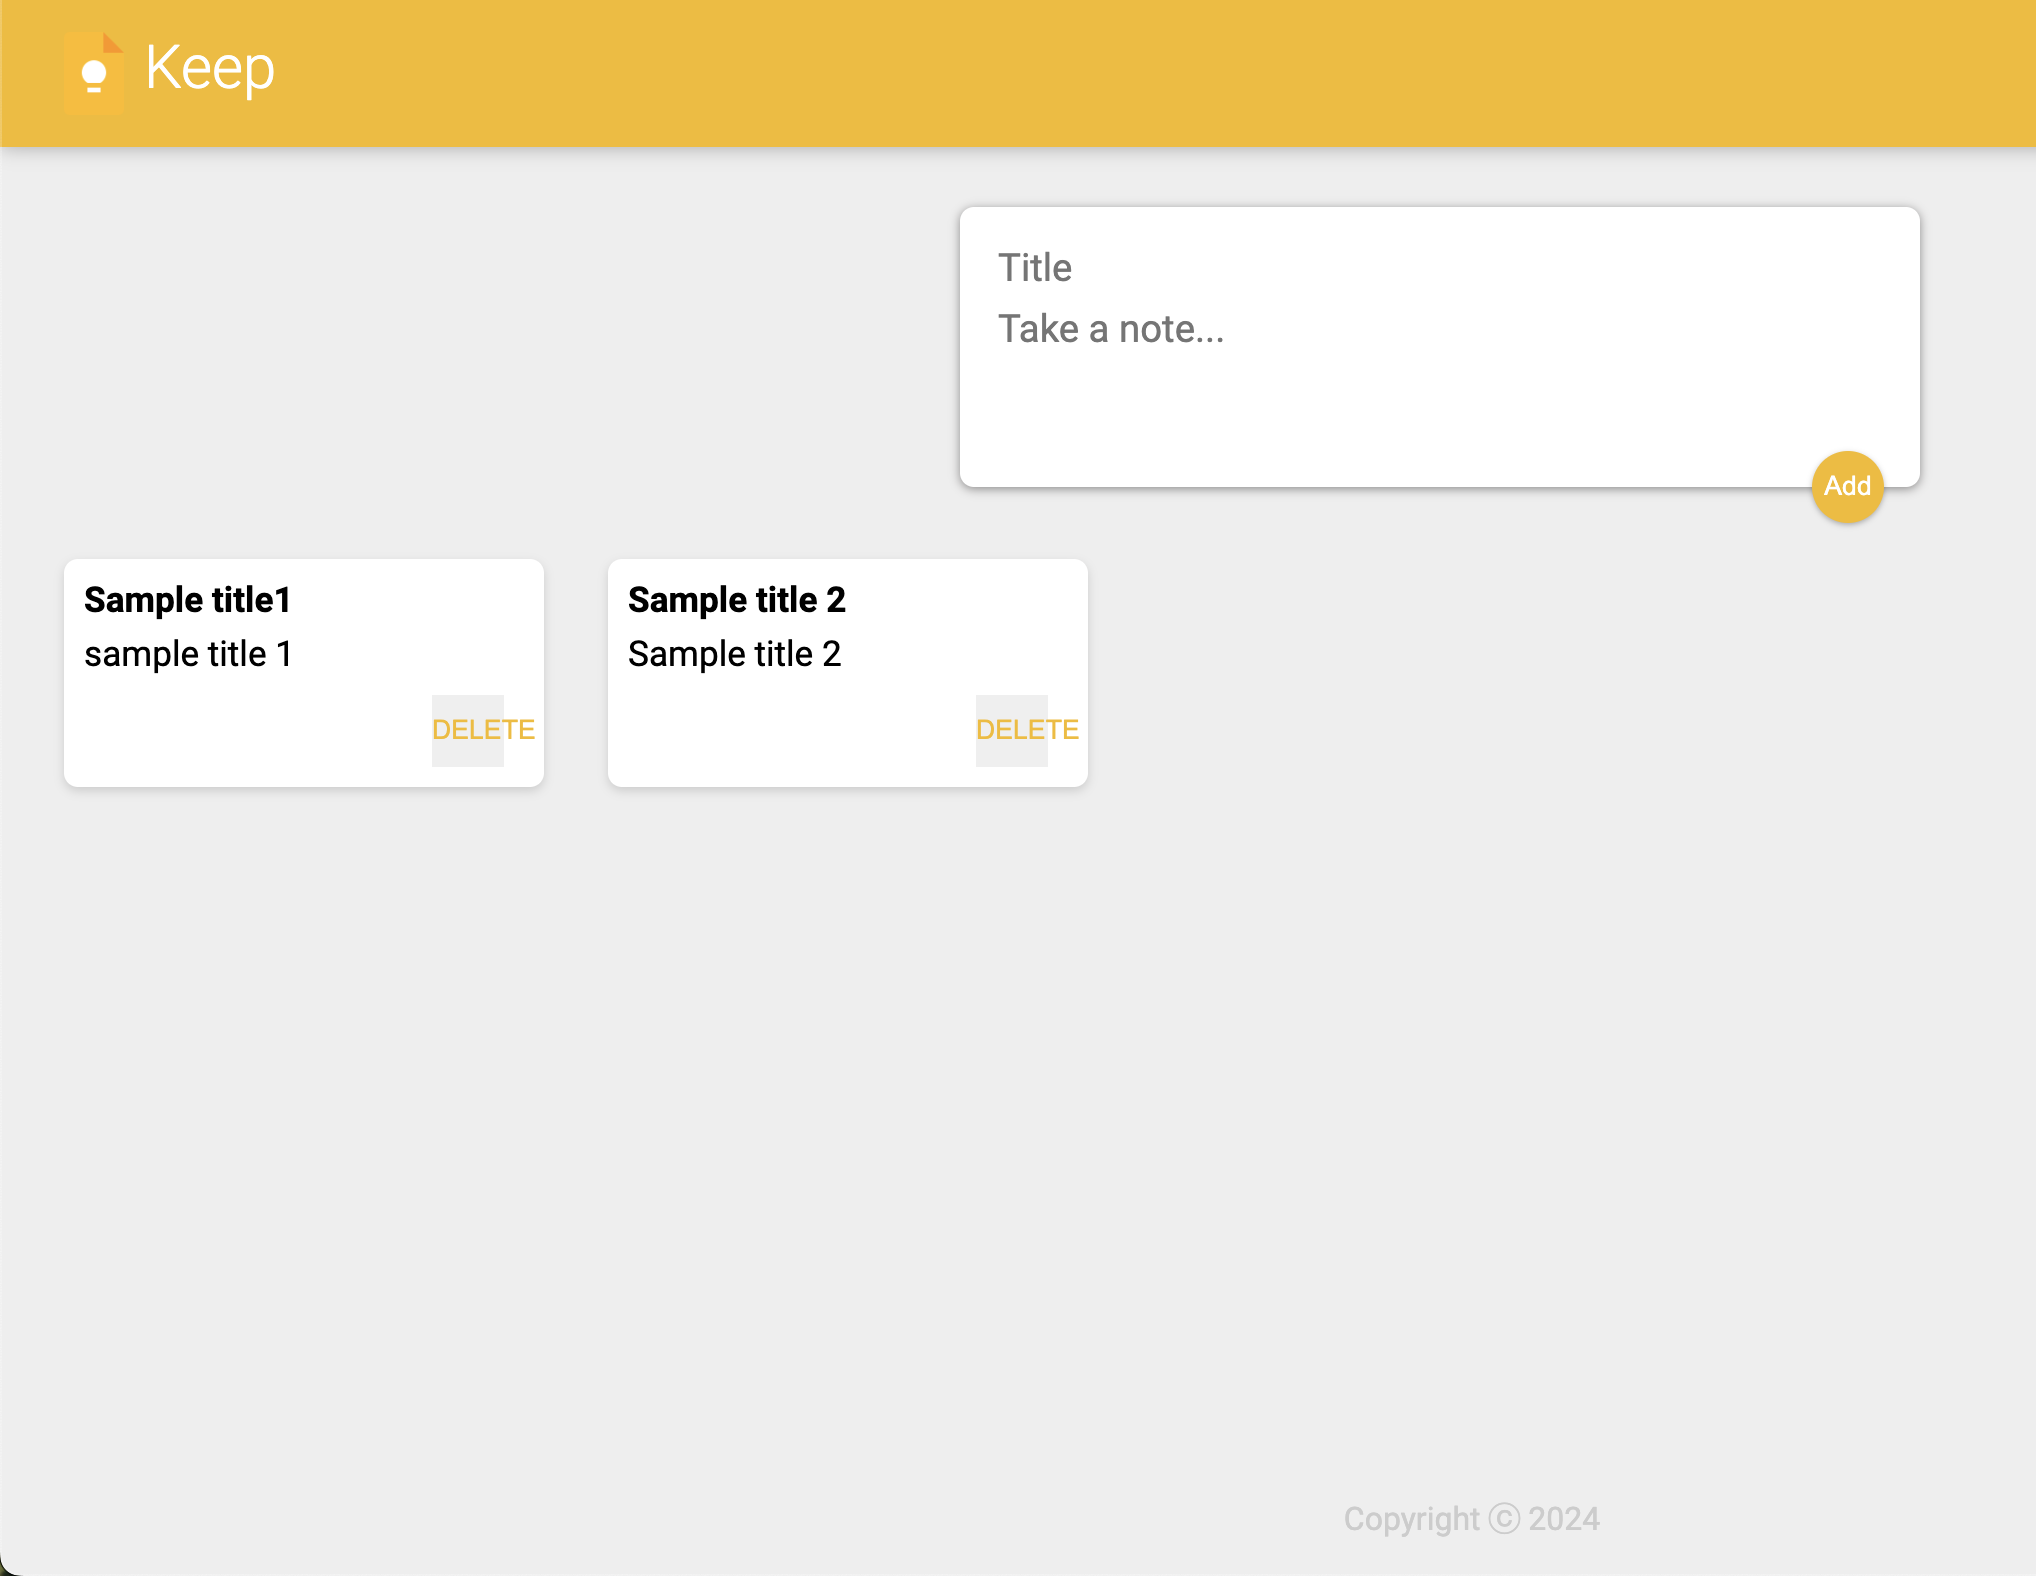 Keep
Title
Take a note...
Add
Sample title1
sample title 1
DELETE
Sample title 2
Sample title 2
DELETE
Copyright ⓒ 2024